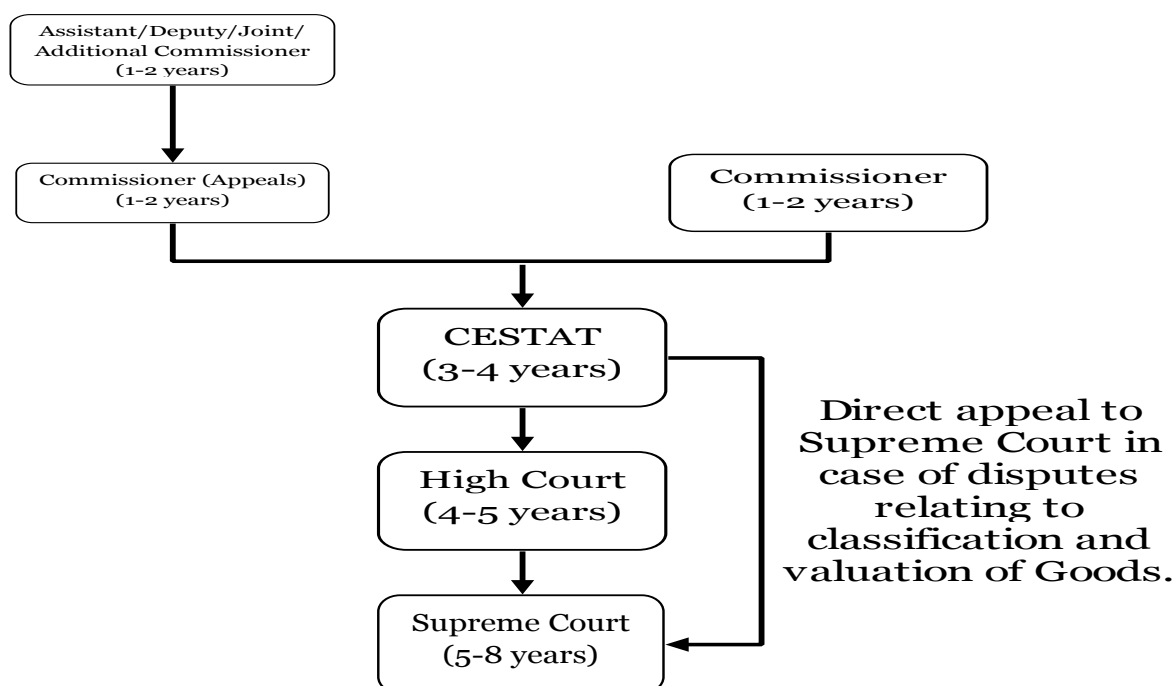 Assistant/Deputy/Joint/
Additional Commissioner
(1-2 years)
Commissioner (Appeals)
(1-2 years)
Commissioner
(1-2 years)
CESTAT
(3-4 years)
High Court
(4-5 years)
Supreme Court
(5-8 years)
Direct appeal to
Supreme Court in
case of disputes
relating to
classification and
valuation of Goods.